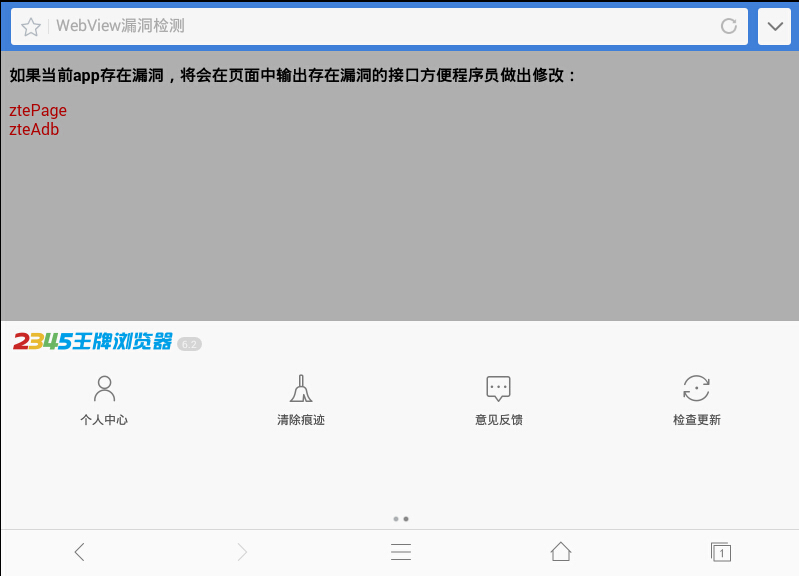 WebView漏洞检测
如果当前app存在漏洞，将会在页面中输出存在漏洞的接口方便程序员做出修改：
ztePage
zteAdb
2345王牌浏览器 6.2
个人中心 清除痕迹 意见反馈 检查更新
1